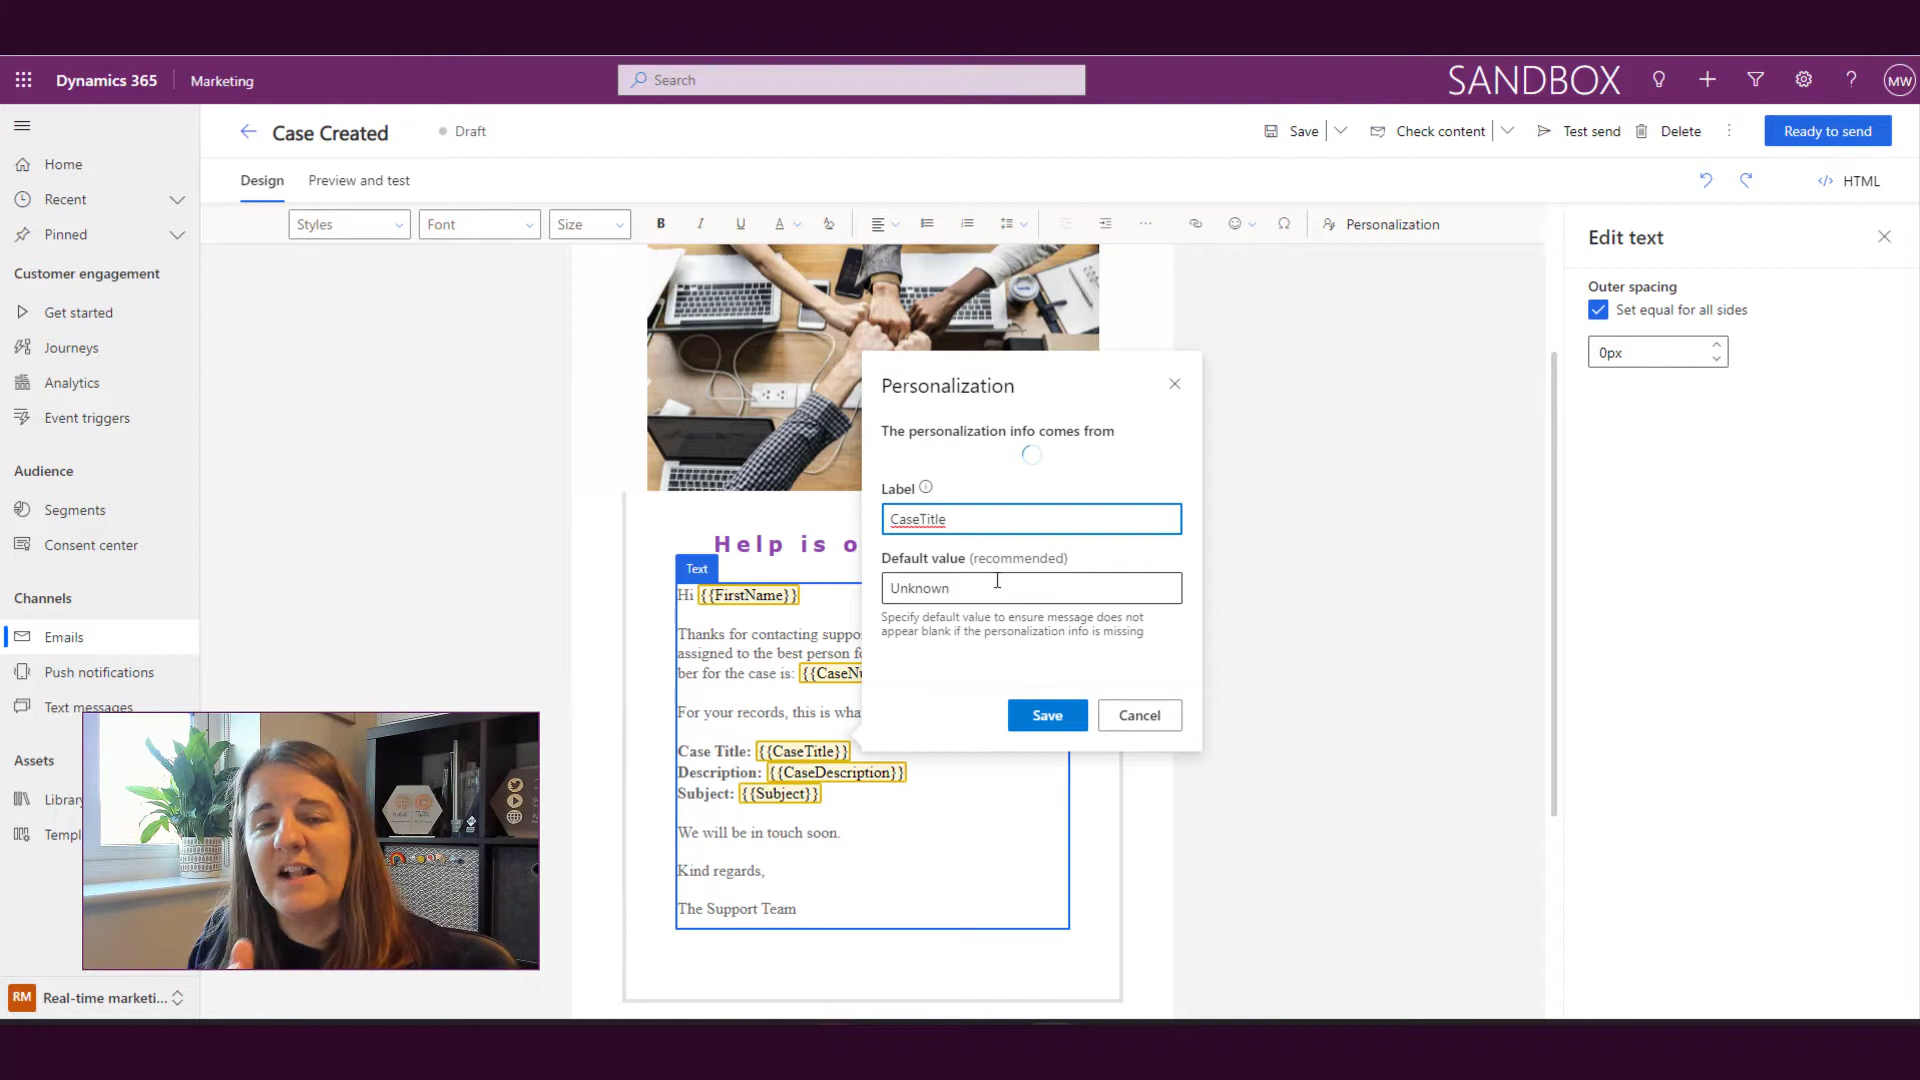 Dynamics 365
Marketing
Search
SANDBOX
MW
Case Created
Draft
Save
Check content
Test send
Delete
Ready to send
Home
Recent
Pinned
Customer engagement
Get started
Journeys
Analytics
Event triggers
Audience
Segments
Consent center
Channels
Emails
Push notifications
Text messages
Assets
Library
Templ
RM Real-time marketi...
Design
Preview and test
HTML
Styles
Font
Size
B
I
U
A
Personalization
Help is o
Text
Hi {{FirstName}}
Thanks for contacting suppo
assigned to the best person fo
ber for the case is: {{CaseNu
For your records, this is what
Case Title: {{CaseTitle}}
Description: {{CaseDescription}}
Subject: {{Subject}}
We will be in touch soon.
Kind regards,
The Support Team
Personalization
The personalization info comes from
Label
CaseTitle
Default value (recommended)
Unknown
Specify default value to ensure message does not
appear blank if the personalization info is missing
Save
Cancel
Edit text
Outer spacing
Set equal for all sides
0px